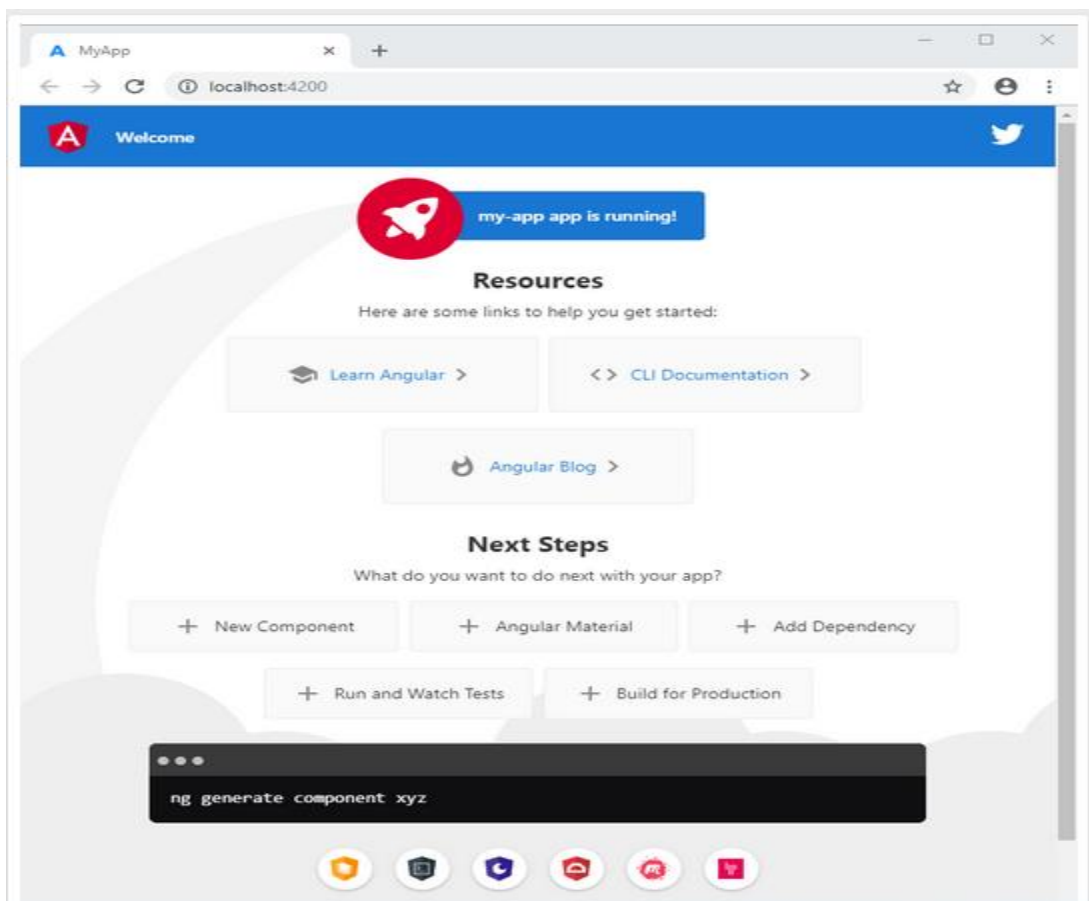 MyApp
localhost:4200
Welcome
my-app app is running!
Resources
Here are some links to help you get started:
Learn Angular
CLI Documentation
Angular Blog
Next Steps
What do you want to do next with your app?
New Component
Angular Material
Add Dependency
Run and Watch Tests
Build for Production
ng generate component xyz